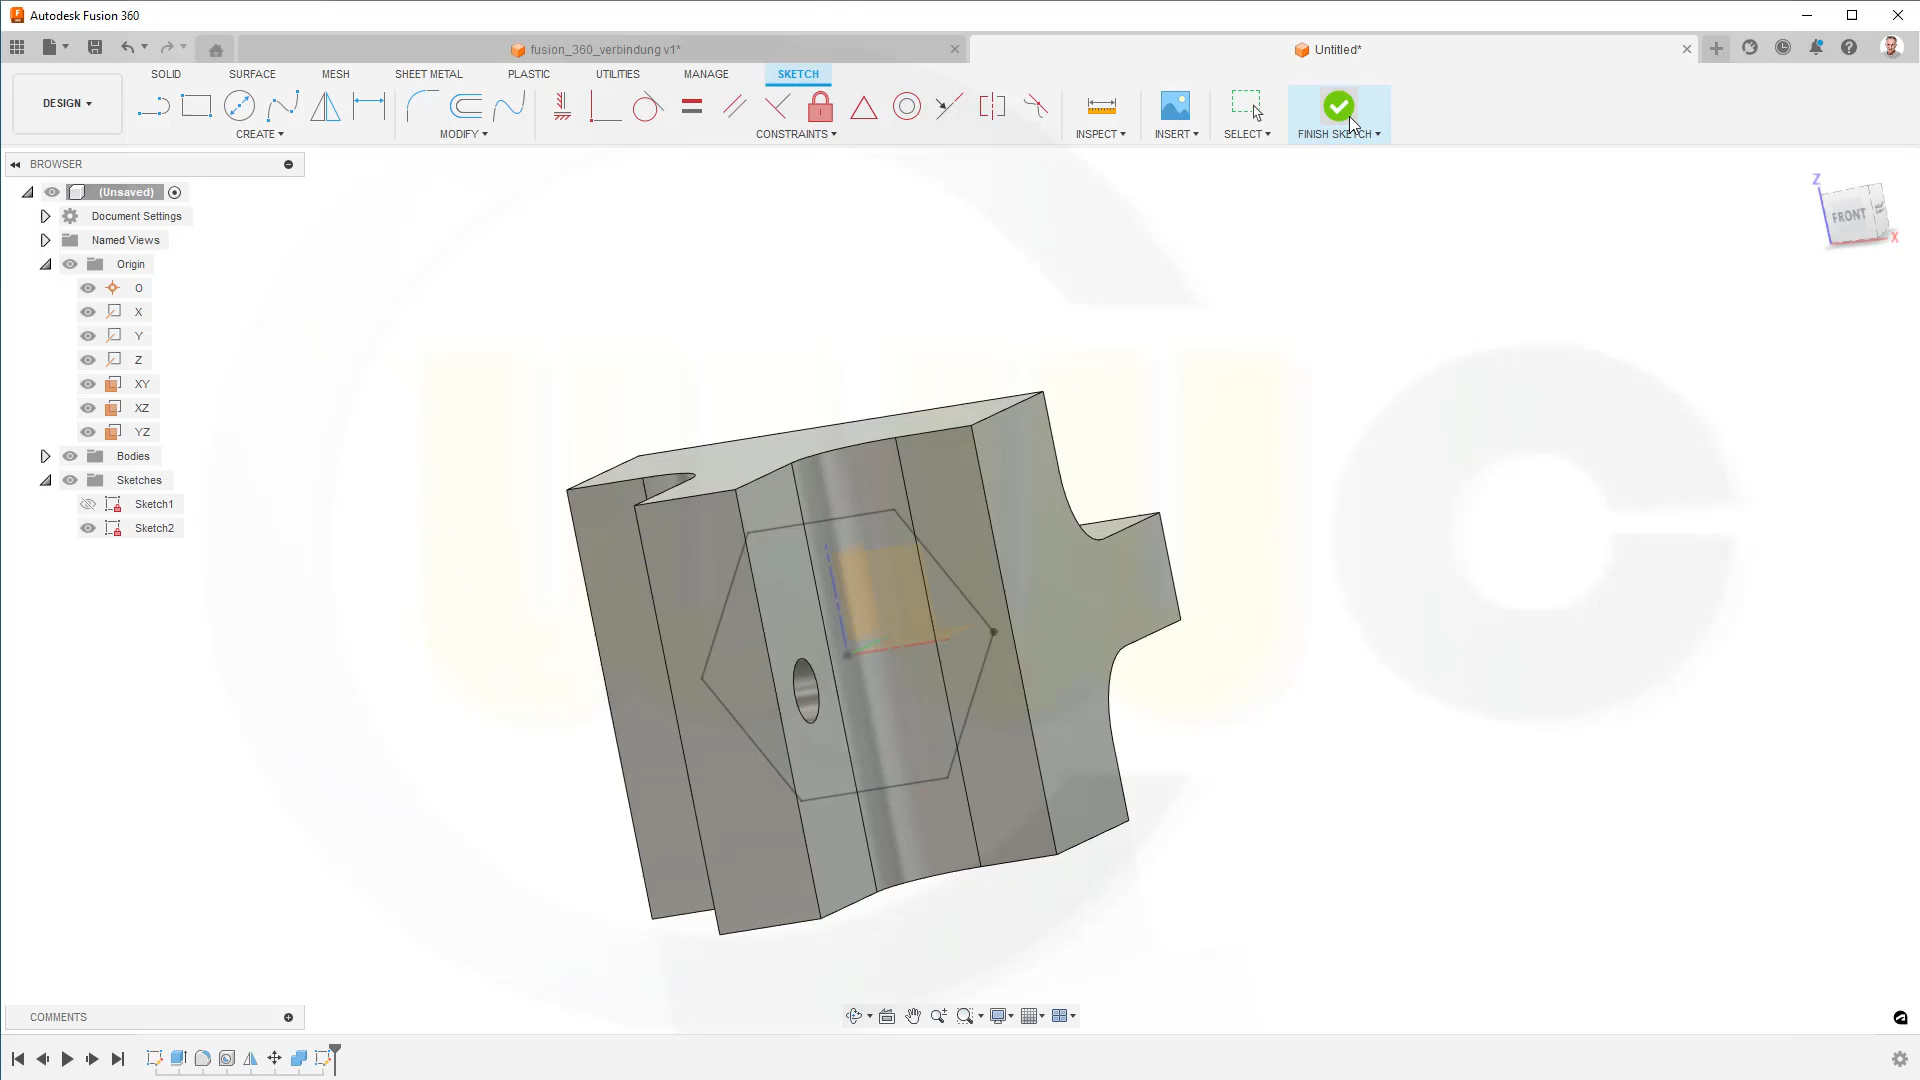 Autodesk Fusion 360
fusion_360_verbindung v1*
Untitled*
SOLID SURFACE MESH SHEET METAL PLASTIC UTILITIES MANAGE SKETCH
DESIGN
CREATE MODIFY CONSTRAINTS INSPECT INSERT SELECT FINISH SKETCH
BROWSER
(Unsaved)
Document Settings
Named Views
Origin
O
X
Y
Z
XY
XZ
YZ
Bodies
Sketches
Sketch1
Sketch2
Z
FRONT
X
COMMENTS